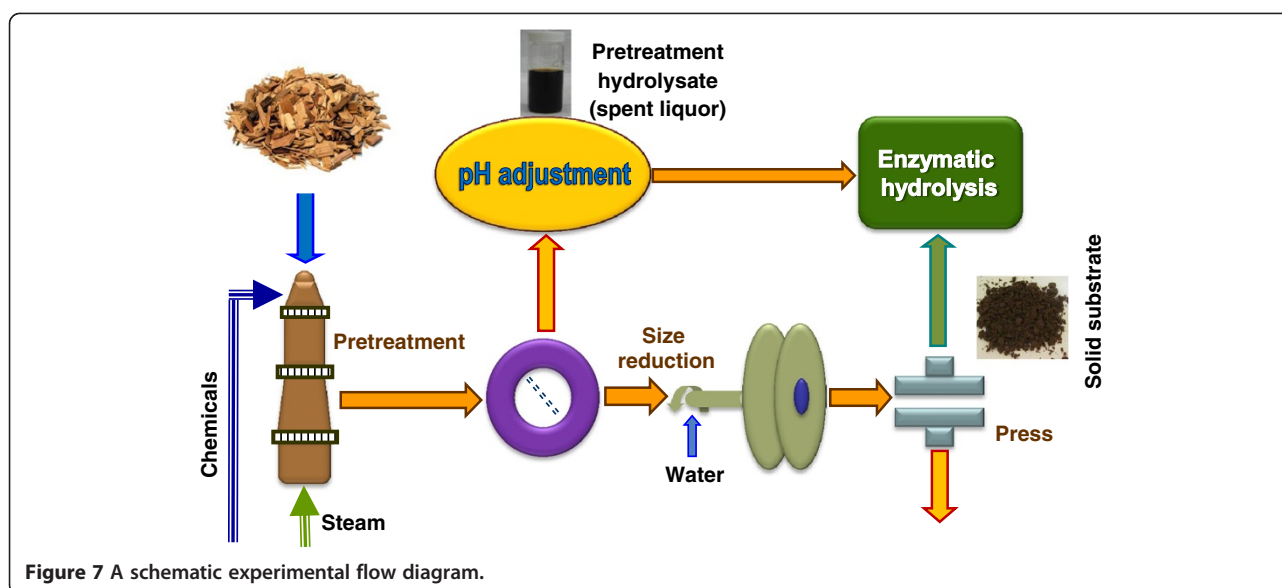 Pretreatment
hydrolysate
(spent liquor)
pH adjustment
Enzymatic
hydrolysis
Solid substrate
Chemicals
Pretreatment
Size
reduction
Water
Press
Steam
Figure 7 A schematic experimental flow diagram.